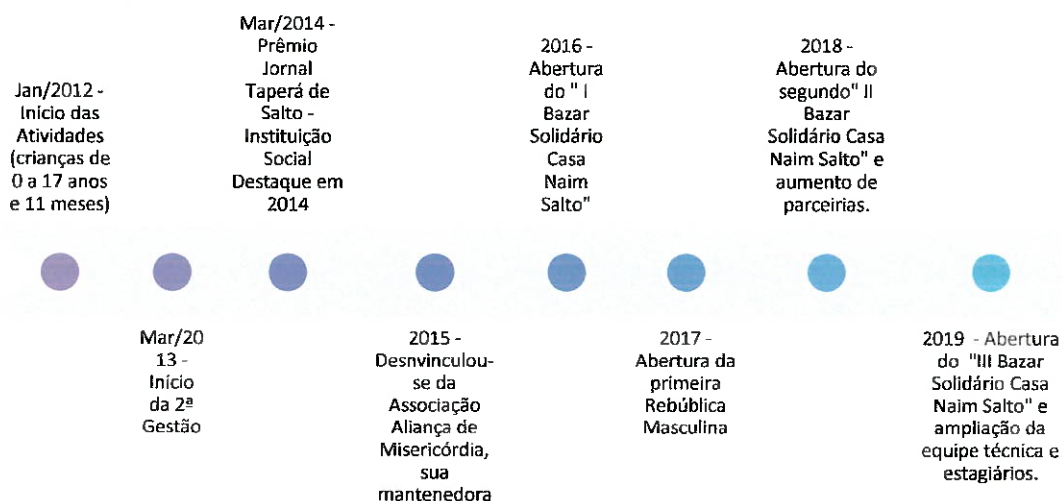 Jan/2012 -
Início das
Atividades
(crianças de
0 a 17 anos
e 11 meses)
Mar/20
13 -
Início
da 2ª
Gestão
Mar/2014 -
Prêmio
Jornal
Taperá de
Salto -
Instituição
Social
Destaque em
2014
2015 -
Desnvinculou-
se da
Associação
Aliança de
Misericórdia,
sua
mantenedora
2016 -
Abertura
do " I
Bazar
Solidário
Casa
Naim
Salto"
2017 -
Abertura da
primeira
Rebública
Masculina
2018 -
Abertura do
segundo" II
Bazar
Solidário Casa
Naim Salto" e
aumento de
parceirias.
2019 - Abertura
do "III Bazar
Solidário Casa
Naim Salto" e
ampliação da
equipe técnica e
estagiários.